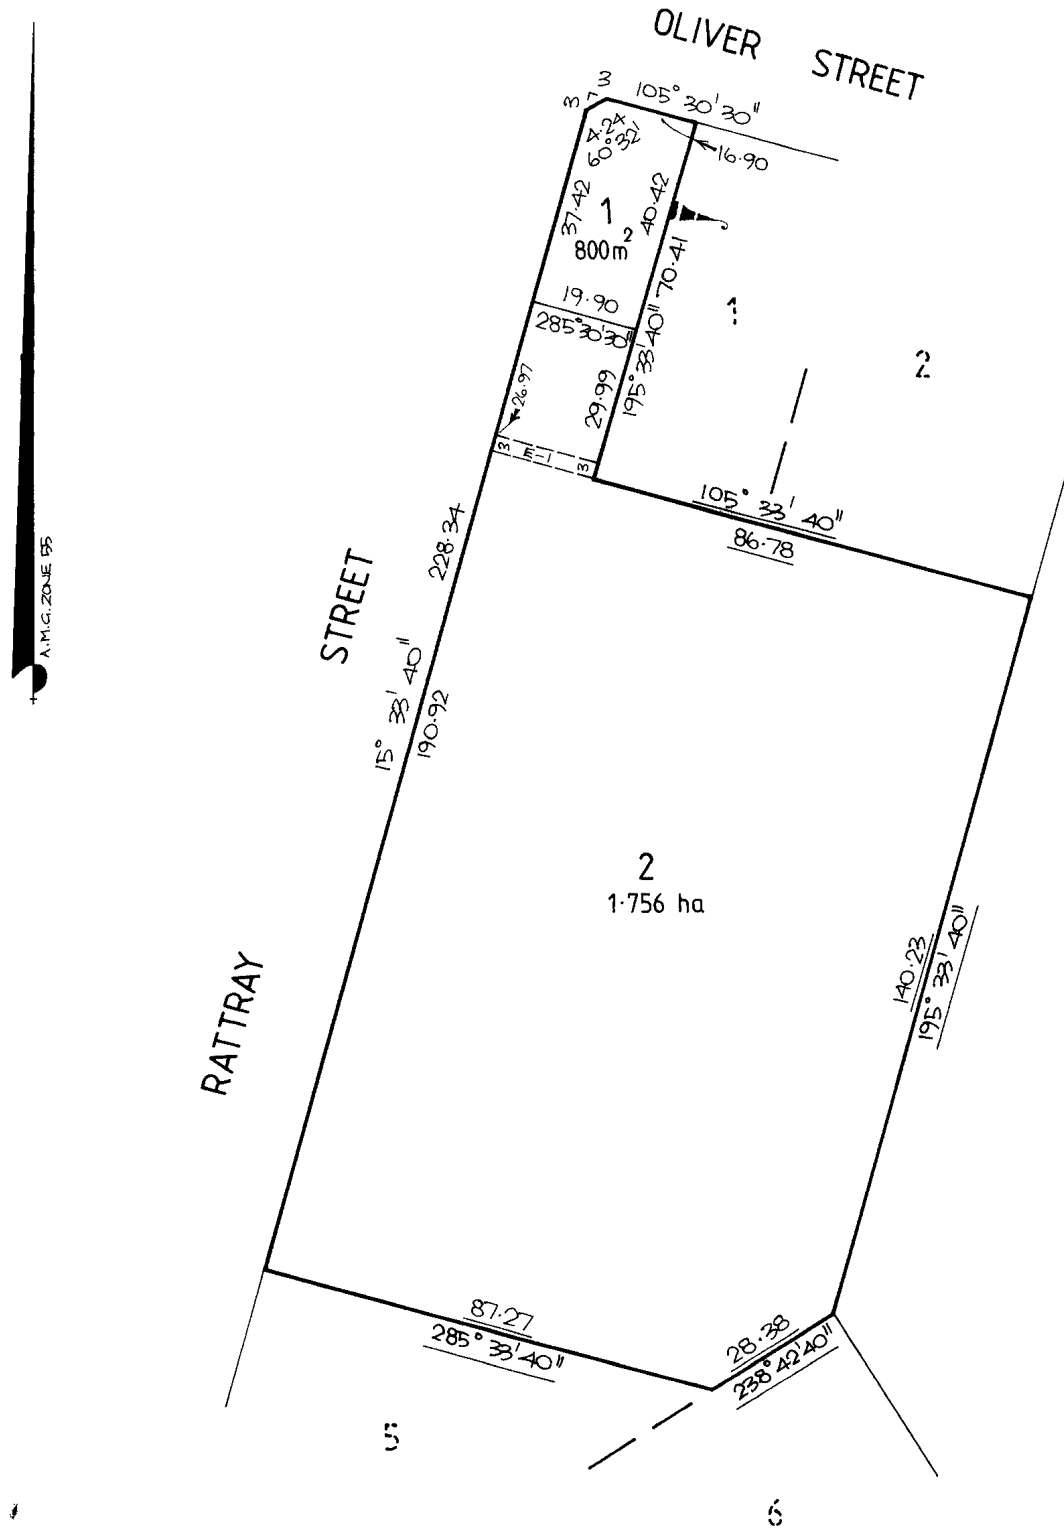 OLIVER STREET
3
3
105° 30' 30"
4.24
60° 32'
16.90
37.42
1
800m²
40.42
70.41
1
2
19.90
285° 30' 30"
195° 33' 40"
29.99
26.97
3
E-1
3
105° 33' 40"
86.78
228.34
A.M.G. ZONE 55
RATTRAY STREET
15° 33' 40"
190.92
2
1.756 ha
140.23
195° 33' 40"
87.27
285° 33' 40"
28.38
238° 42' 40"
5
6